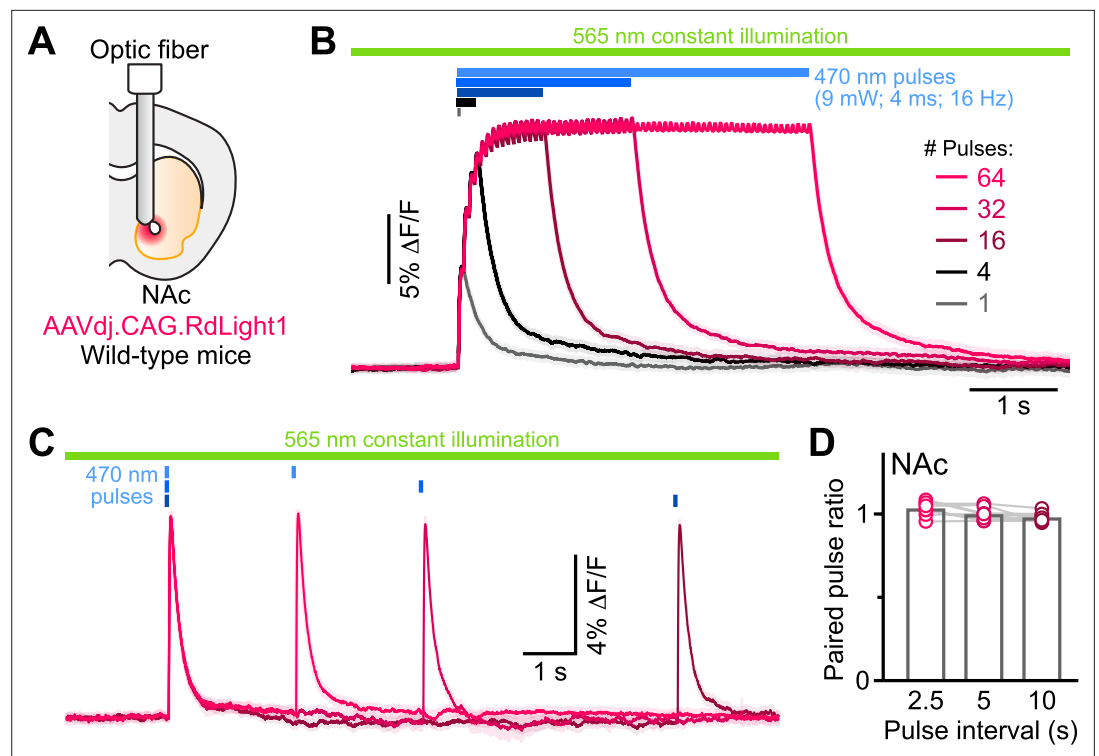 A
Optic fiber
NAc
AAVdj.CAG.RdLight1
Wild-type mice
B
565 nm constant illumination
470 nm pulses
(9 mW; 4 ms; 16 Hz)
# Pulses:
64
32
16
4
1
5% ΔF/F
1 s
C
565 nm constant illumination
470 nm
pulses
4% ΔF/F
1 s
D
NAc
Paired pulse ratio
1
0
2.5 5 10
Pulse interval (s)